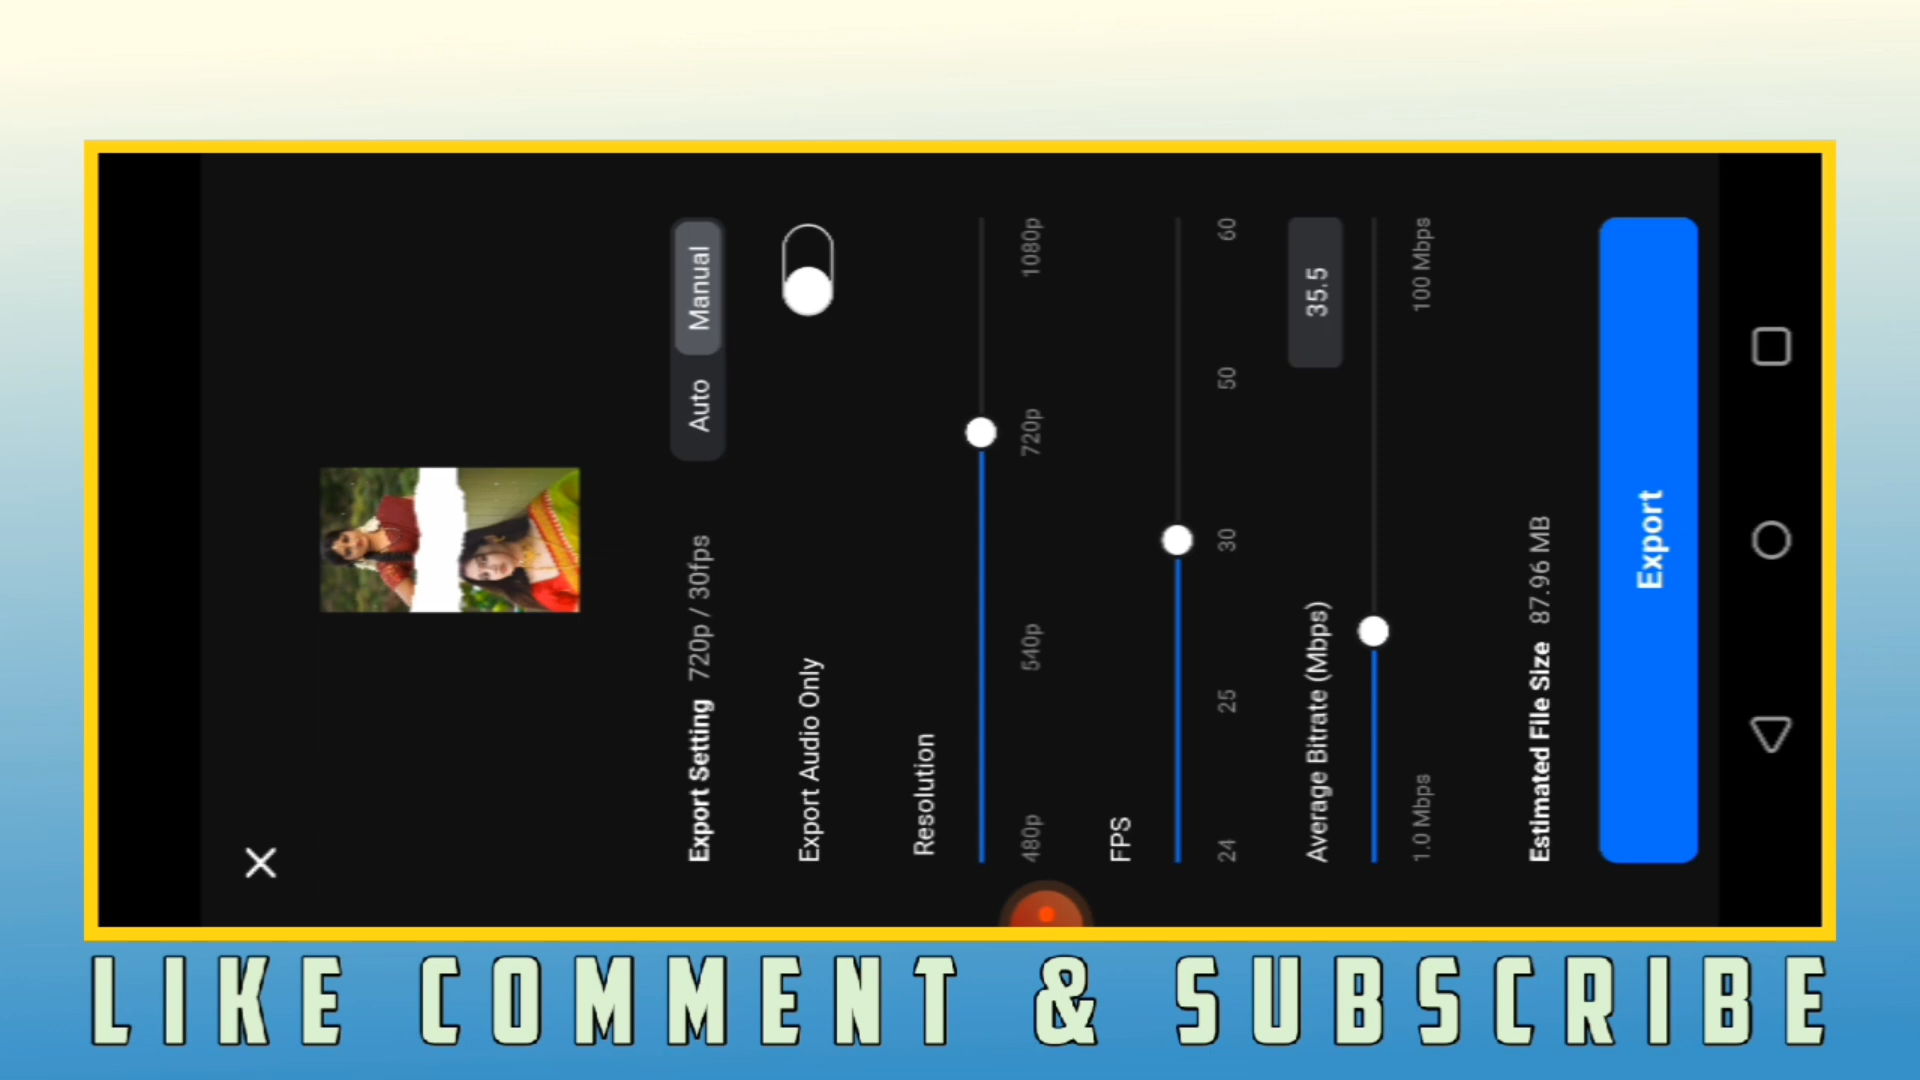 Export Setting 720p / 30fps Auto Manual
Export Audio Only
Resolution
480p 540p 720p 1080p
FPS
24 25 30 50 60
Average Bitrate (Mbps) 35.5
1.0 Mbps 100 Mbps
Estimated File Size 87.96 MB
Export
LIKE COMMENT & SUBSCRIBE